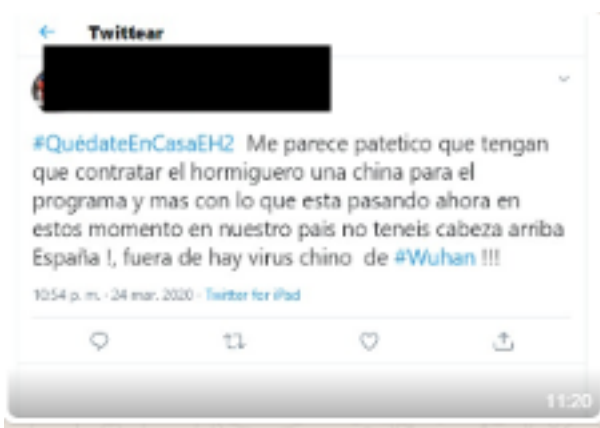 Twittear
#QuédateEnCasaEH2 Me parece patetico que tengan
que contratar el hormiguero una china para el
programa y mas con lo que esta pasando ahora en
estos momento en nuestro pais no teneis cabeza arriba
España !, fuera de hay virus chino de #Wuhan !!!
10:54 p. m. · 24 mar. 2020 · Twitter for iPad
11:20